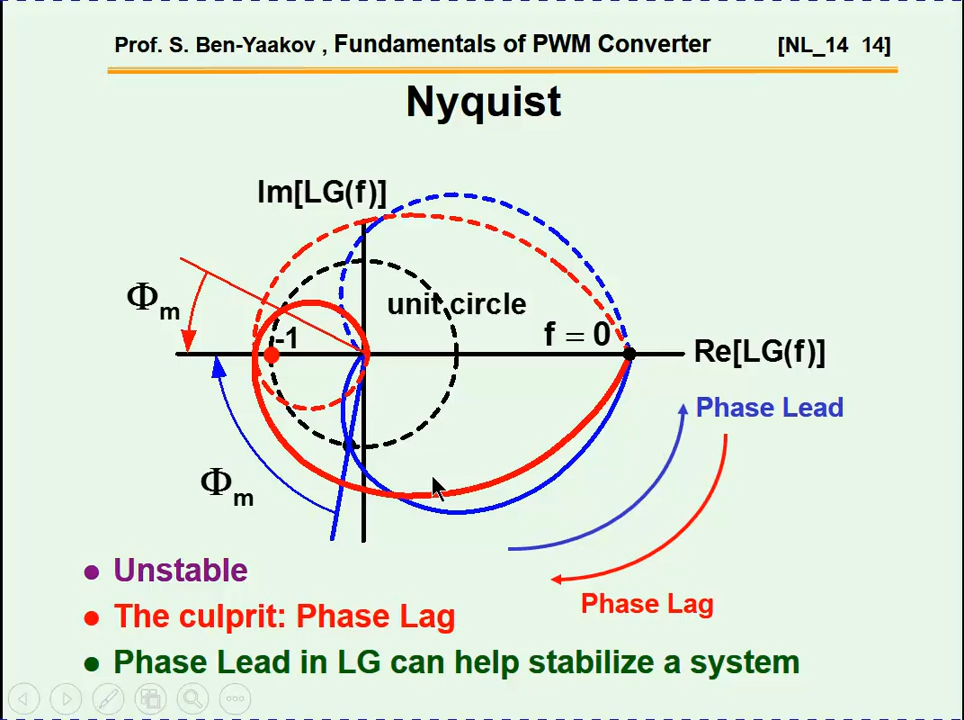 Prof. S. Ben-Yaakov , Fundamentals of PWM Converter [NL_14 14]
Nyquist
Im[LG(f)]
Φm
unit circle
-1
f = 0
Re[LG(f)]
Phase Lead
Φm
Phase Lag
● Unstable
● The culprit: Phase Lag
● Phase Lead in LG can help stabilize a system